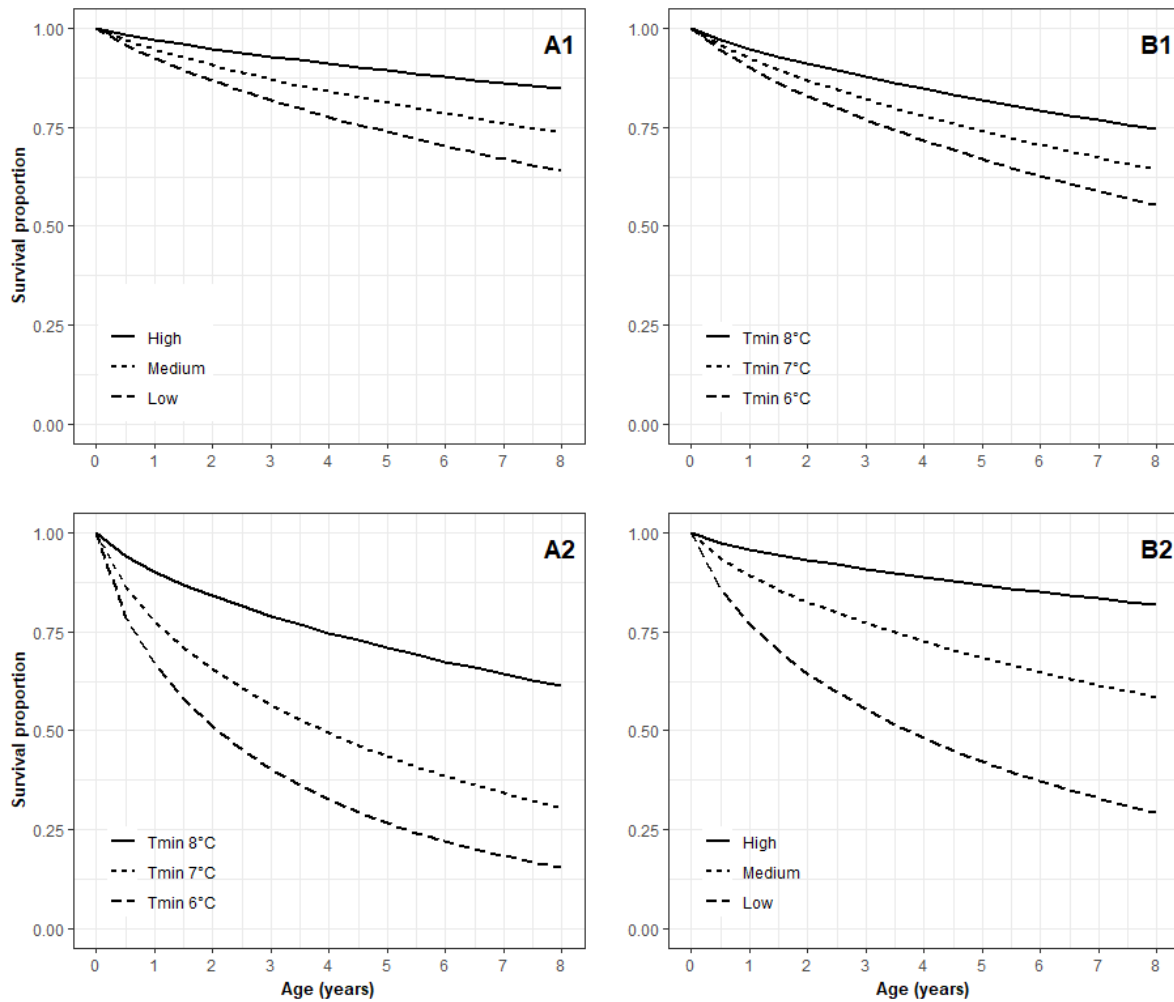 A1
1.00
0.75
0.50
0.25
0.00
Survival proportion
High
Medium
Low
0 1 2 3 4 5 6 7 8
B1
1.00
0.75
0.50
0.25
0.00
Tmin 8°C
Tmin 7°C
Tmin 6°C
0 1 2 3 4 5 6 7 8
A2
1.00
0.75
0.50
0.25
0.00
Survival proportion
Tmin 8°C
Tmin 7°C
Tmin 6°C
0 1 2 3 4 5 6 7 8
Age (years)
B2
1.00
0.75
0.50
0.25
0.00
High
Medium
Low
0 1 2 3 4 5 6 7 8
Age (years)